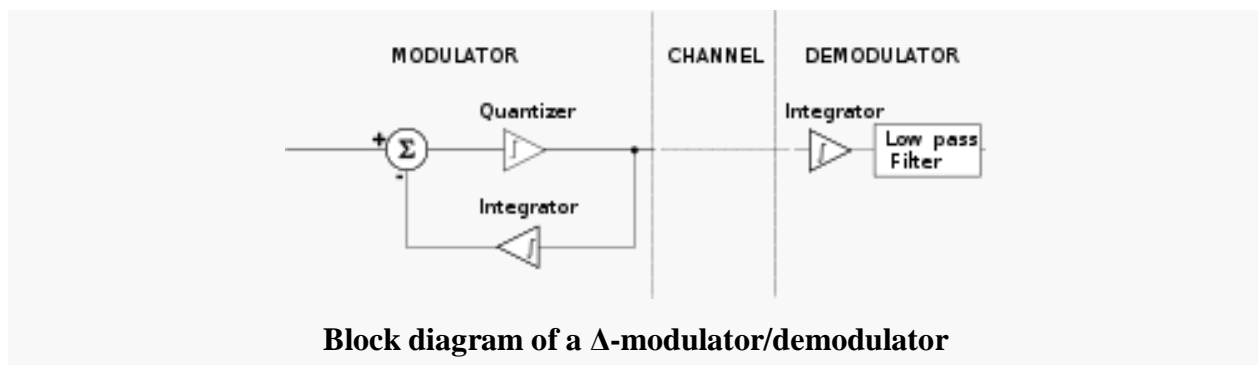 MODULATOR CHANNEL DEMODULATOR
Quantizer Integrator
+ Σ Low pass
- Filter
Integrator
Block diagram of a Δ-modulator/demodulator